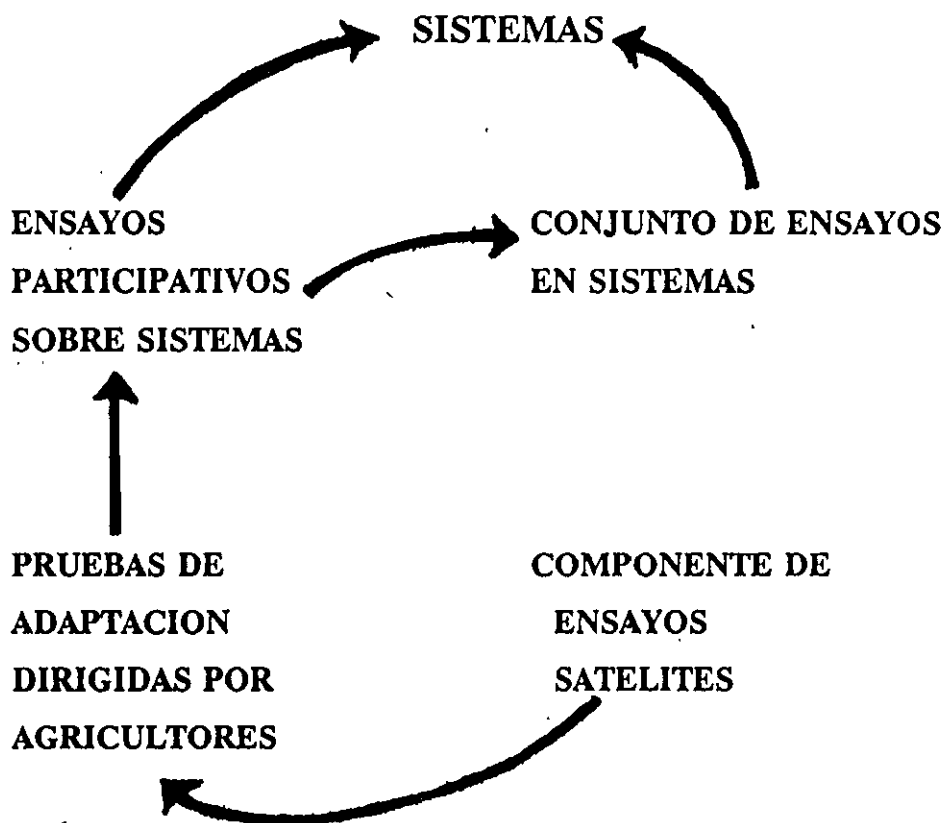 SISTEMAS
ENSAYOS
PARTICIPATIVOS
SOBRE SISTEMAS
CONJUNTO DE ENSAYOS
EN SISTEMAS
PRUEBAS DE
ADAPTACION
DIRIGIDAS POR
AGRICULTORES
COMPONENTE DE
ENSAYOS
SATELITES